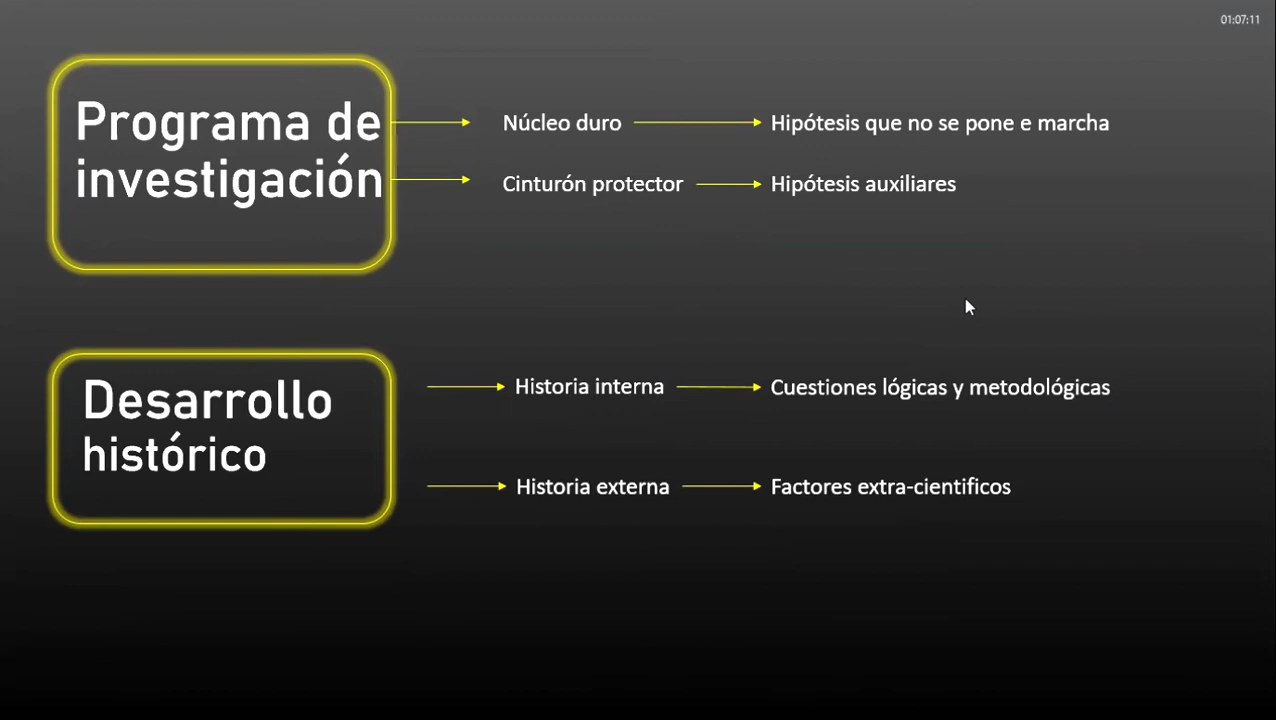 01:07:11
Programa de
investigación
Núcleo duro
Hipótesis que no se pone e marcha
Cinturón protector
Hipótesis auxiliares
Desarrollo
histórico
Historia interna
Cuestiones lógicas y metodológicas
Historia externa
Factores extra-cientificos